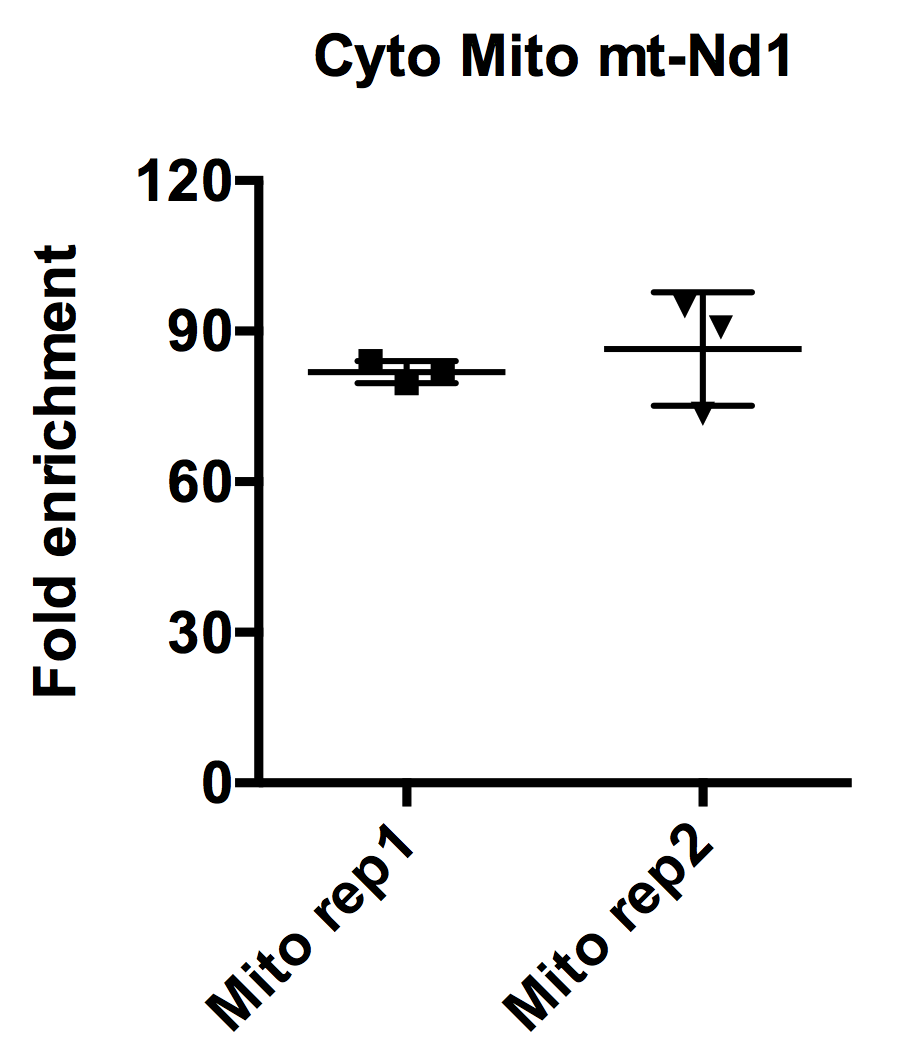 Cyto Mito mt-Nd1
Fold enrichment
120
90
60
30
0
Mito rep1
Mito rep2